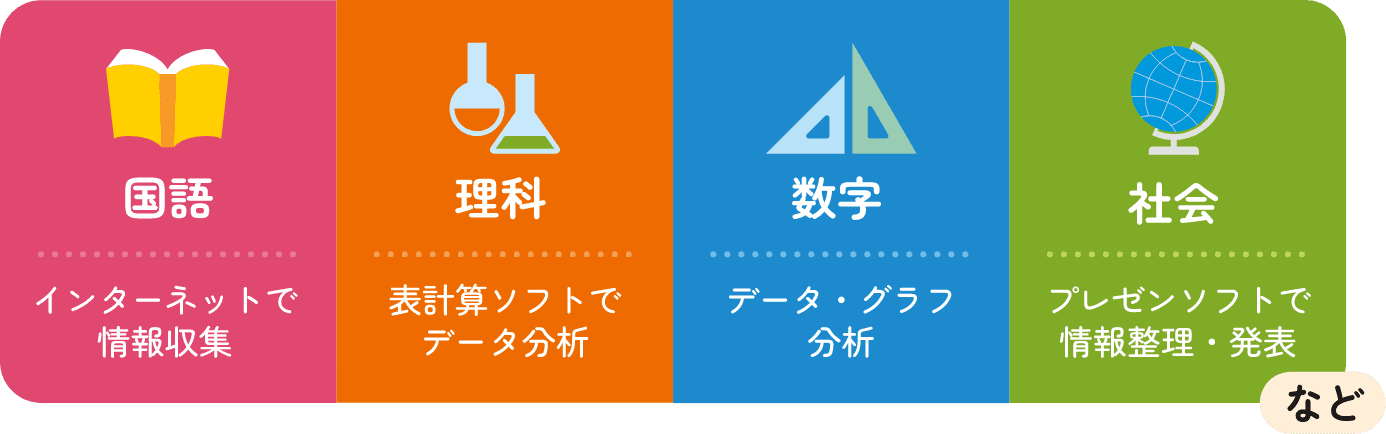 国語
インターネットで
情報収集
理科
表計算ソフトで
データ分析
数字
データ・グラフ
分析
社会
プレゼンソフトで
情報整理・発表
など